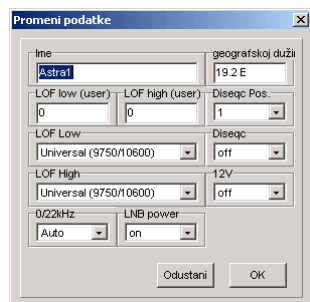 Promeni podatke
Ime geografskoj duži
Astra1 19.2 E
LOF low (user) LOF high (user) Diseqc Pos.
0 0 1
LOF Low Diseqc
Universal (9750/10600) off
LOF High 12V
Universal (9750/10600) off
0/22kHz LNB power
Auto on
Odustani OK